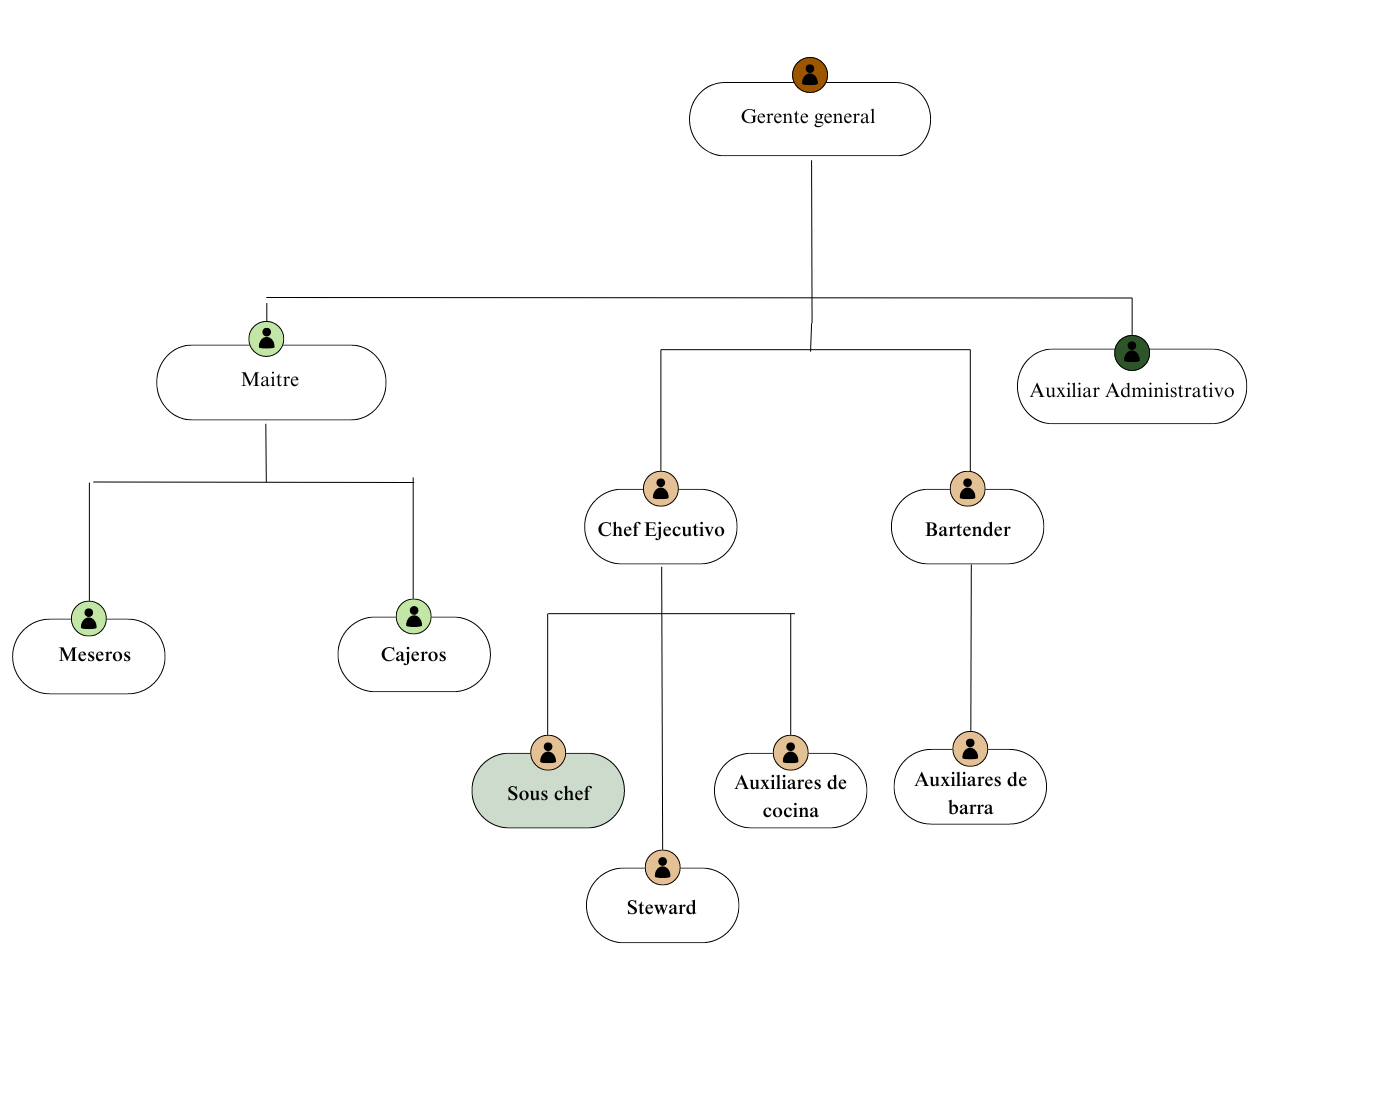 Gerente general
Maitre
Auxiliar Administrativo
Chef Ejecutivo
Bartender
Meseros
Cajeros
Sous chef
Auxiliares de
cocina
Auxiliares de
barra
Steward